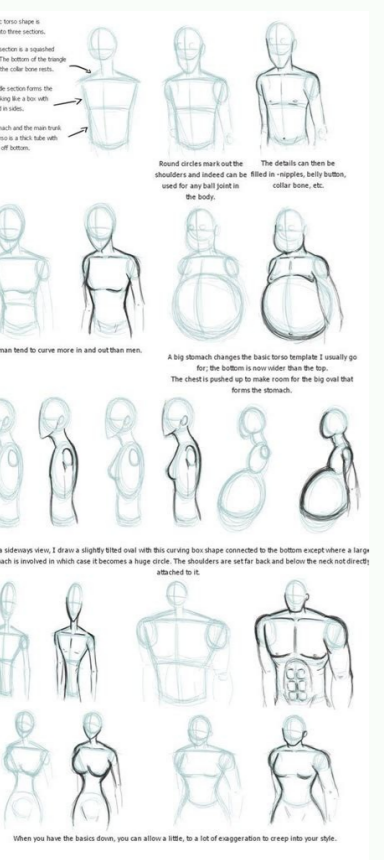 c torso shape is
to three sections.
section is a squashed
The bottom of the triangle
the collar bone rests.
le section forms the
king like a box with
in sides.
mach and the main trunk
rso is a thick tube with
off bottom.
Round circles mark out the
shoulders and indeed can be
used for any ball joint in
the body.
The details can then be
filled in -nipples, belly button,
collar bone, etc.
man tend to curve more in and out than men.
A big stomach changes the basic torso template I usually go
for; the bottom is now wider than the top.
The chest is pushed up to make room for the big oval that
forms the stomach.
a sideways view, I draw a slightly tilted oval with this curving box shape connected to the bottom except where a large
ach is involved in which case it becomes a huge circle. The shoulders are set far back and below the neck not directly
attached to it.
When you have the basics down, you can allow a little, to a lot of exaggeration to creep into your style.